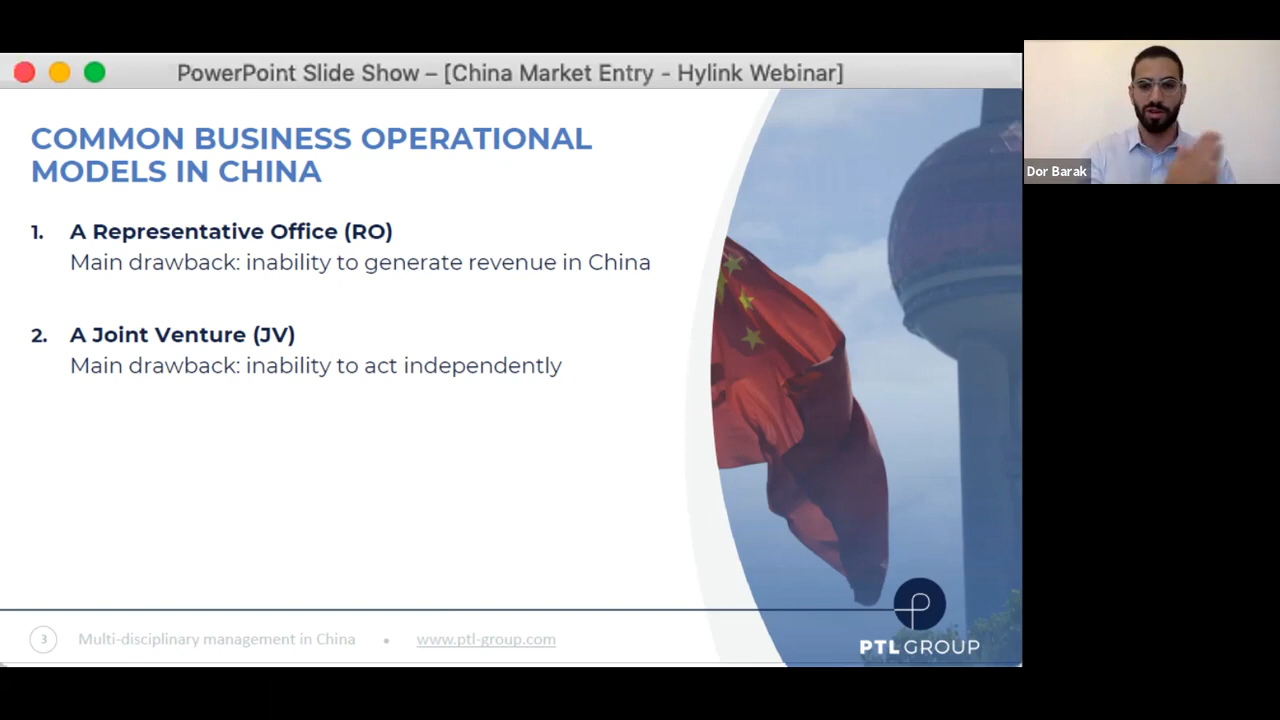 PowerPoint Slide Show – [China Market Entry - Hylink Webinar]
COMMON BUSINESS OPERATIONAL
MODELS IN CHINA
1. A Representative Office (RO)
Main drawback: inability to generate revenue in China
2. A Joint Venture (JV)
Main drawback: inability to act independently
3 Multi-disciplinary management in China • www.ptl-group.com
PTL GROUP
Dor Barak